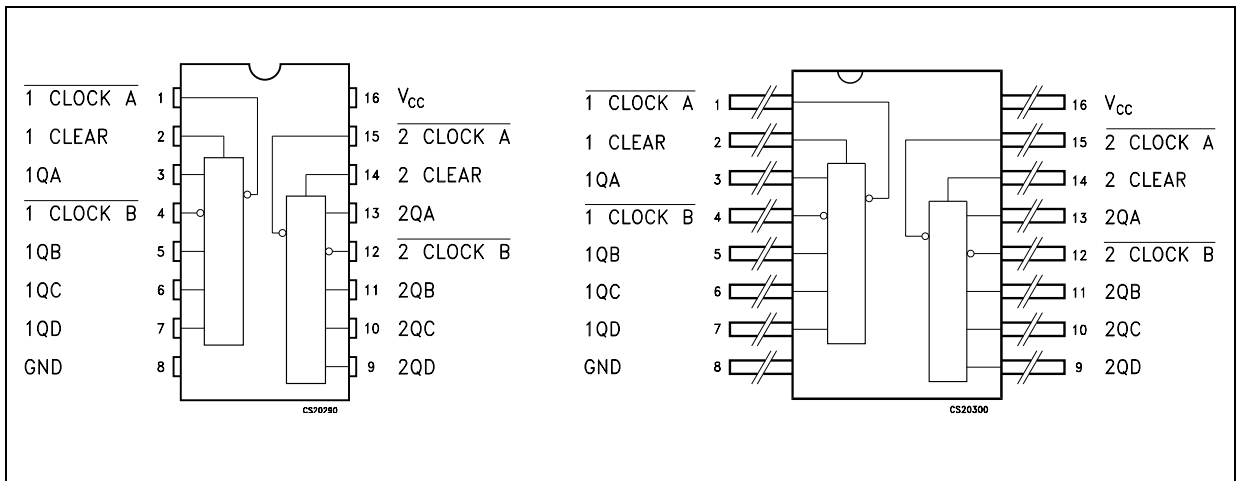 1 CLOCK A 1 16 VCC
1 CLEAR 2 15 2 CLOCK A
1QA 3 14 2 CLEAR
1 CLOCK B 4 13 2QA
1QB 5 12 2 CLOCK B
1QC 6 11 2QB
1QD 7 10 2QC
GND 8 9 2QD
CS20290
1 CLOCK A 1 16 VCC
1 CLEAR 2 15 2 CLOCK A
1QA 3 14 2 CLEAR
1 CLOCK B 4 13 2QA
1QB 5 12 2 CLOCK B
1QC 6 11 2QB
1QD 7 10 2QC
GND 8 9 2QD
CS20300